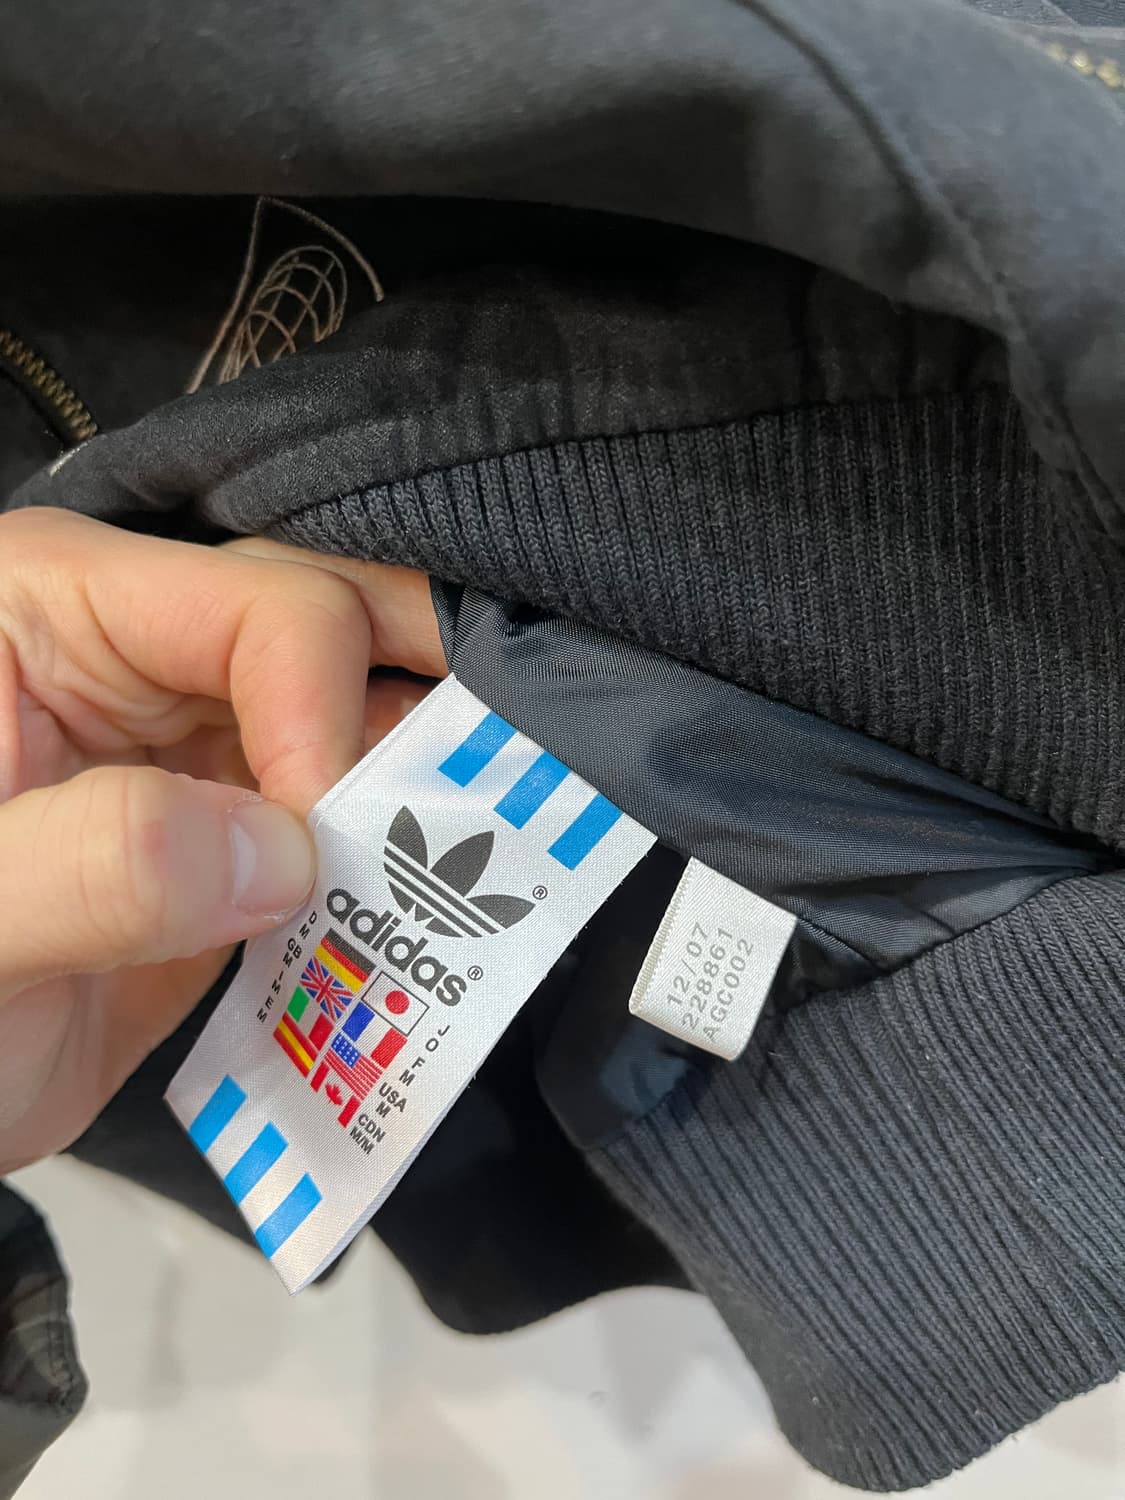 ®
adidas®
D
M
GB
M
I
M
E
M
J
O
F
M
USA
M
CDN
M/M
12/07
228861
AGC002